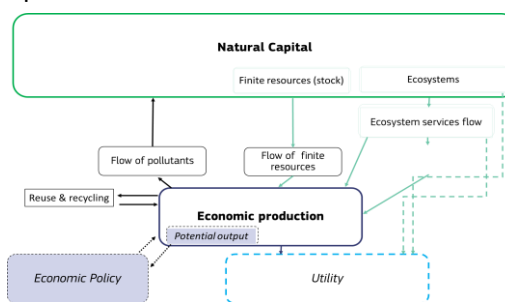 Natural Capital
Finite resources (stock)
Ecosystems
Ecosystem services flow
Flow of pollutants
Flow of finite
resources
Reuse & recycling
Economic production
Potential output
Economic Policy
Utility